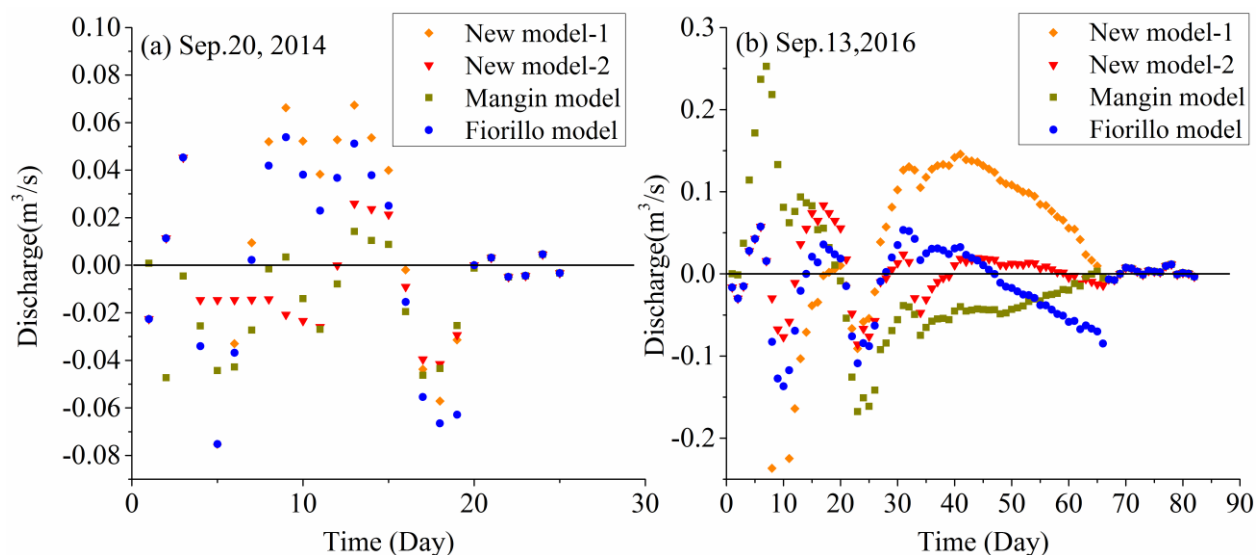 (a) Sep.20, 2014
New model-1
New model-2
Mangin model
Fiorillo model
Discharge(m³/s)
0.10
0.08
0.06
0.04
0.02
0.00
-0.02
-0.04
-0.06
-0.08
0
10
20
30
Time (Day)
(b) Sep.13,2016
New model-1
New model-2
Mangin model
Fiorillo model
Discharge(m³/s)
0.3
0.2
0.1
0.0
-0.1
-0.2
0
10
20
30
40
50
60
70
80
90
Time (Day)